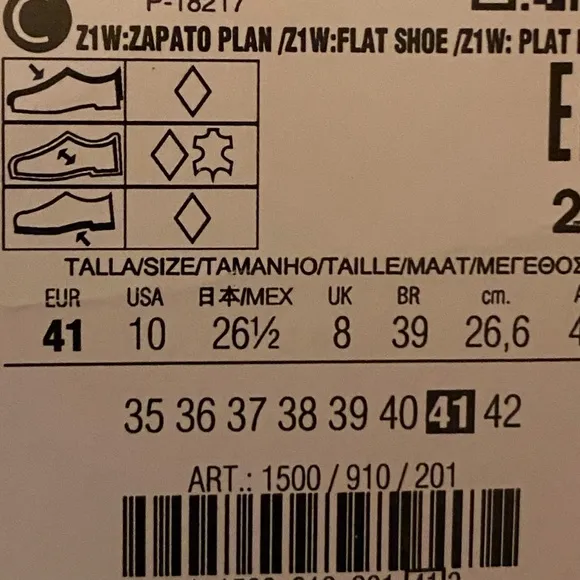 P-18217
Z1W:ZAPATO PLAN /Z1W:FLAT SHOE /Z1W: PLAT
TALLA/SIZE/TAMANHO/TAILLE/MAAT/ΜΕΓΕΘΟΣ
EUR USA 日本/MEX UK BR cm.
41 10 26½ 8 39 26,6
35 36 37 38 39 40 41 42
ART.: 1500 / 910 / 201